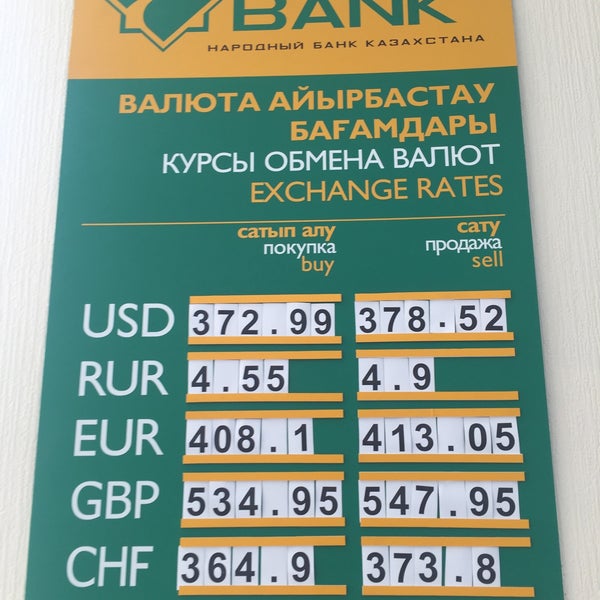 BANK
НАРОДНЫЙ БАНК КАЗАХСТАНА
ВАЛЮТА АЙЫРБАСТАУ
БАҒАМДАРЫ
КУРСЫ ОБМЕНА ВАЛЮТ
EXCHANGE RATES
сатып алу сату
покупка продажа
buy sell
USD 372.99 378.52
RUR 4.55 4.9
EUR 408.1 413.05
GBP 534.95 547.95
CHF 364.9 373.8